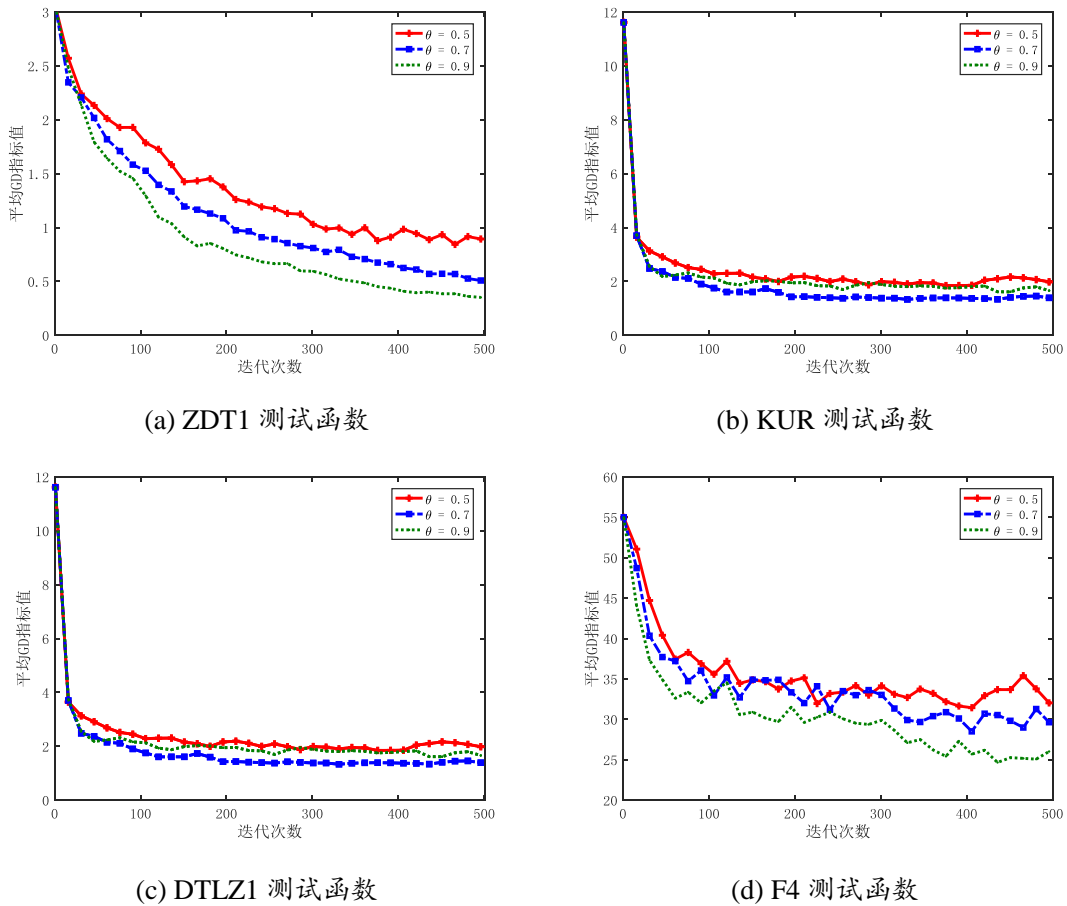 3
2.5
2
1.5
1
0.5
0
0 100 200 300 400 500
平均GD指标值
迭代次数
θ = 0.5
θ = 0.7
θ = 0.9
(a) ZDT1 测试函数
12
10
8
6
4
2
0
0 100 200 300 400 500
平均GD指标值
迭代次数
θ = 0.5
θ = 0.7
θ = 0.9
(b) KUR 测试函数
12
10
8
6
4
2
0
0 100 200 300 400 500
平均GD指标值
迭代次数
θ = 0.5
θ = 0.7
θ = 0.9
(c) DTLZ1 测试函数
60
55
50
45
40
35
30
25
20
0 100 200 300 400 500
平均GD指标值
迭代次数
θ = 0.5
θ = 0.7
θ = 0.9
(d) F4 测试函数